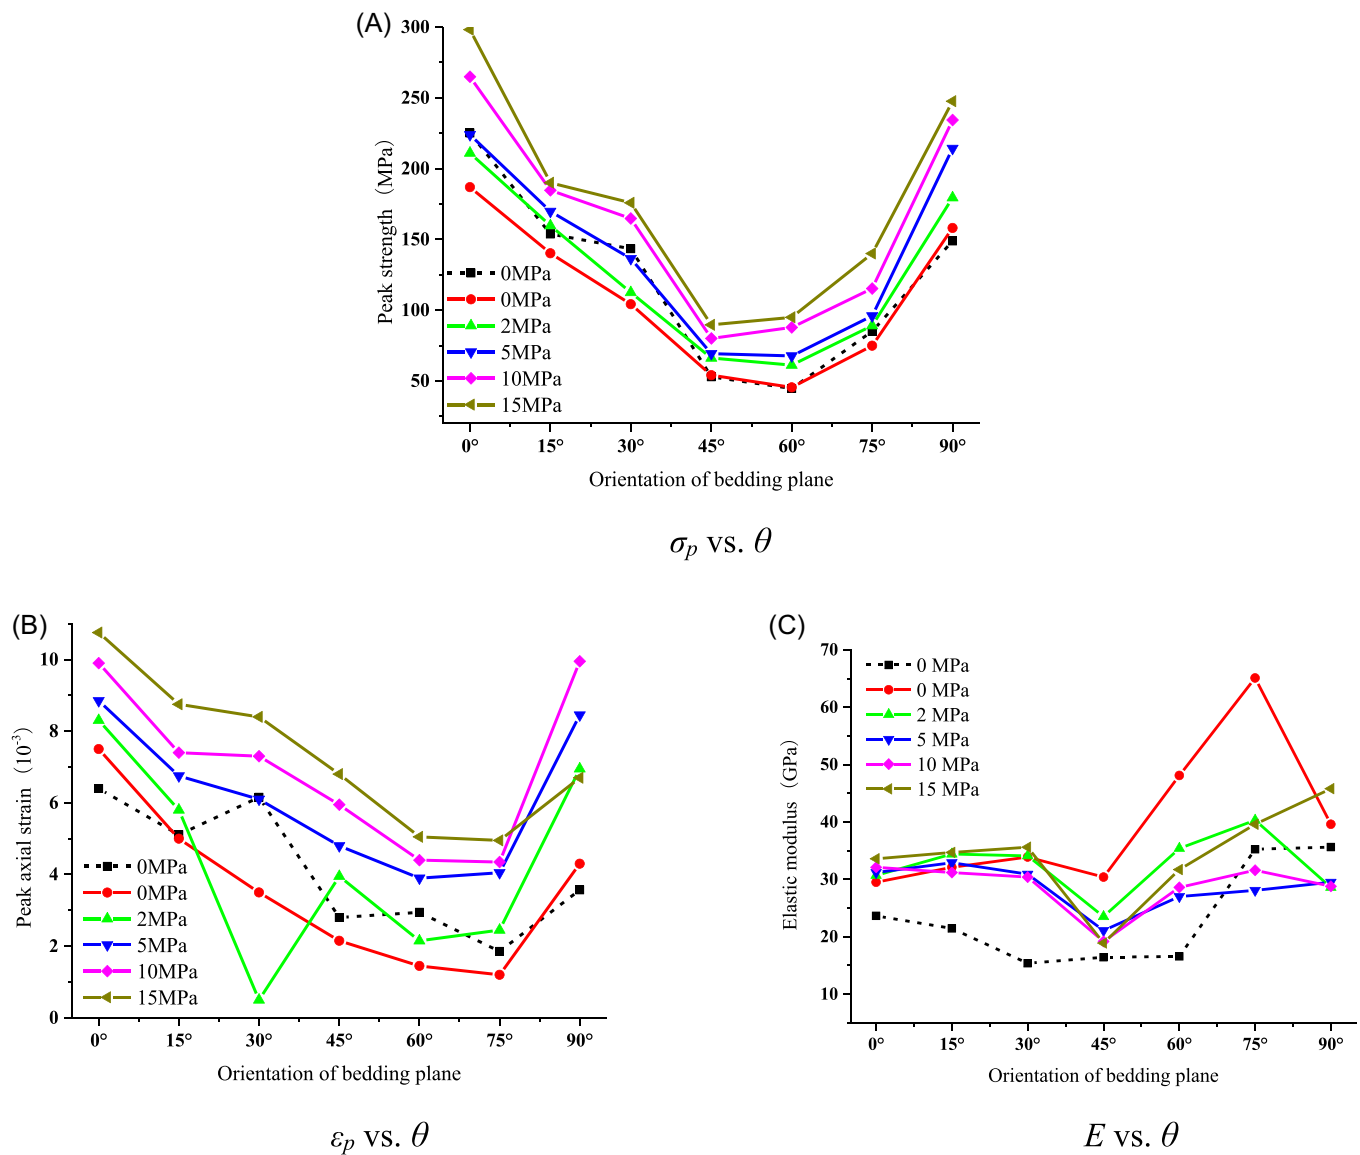 (A)
300
250
200
150
100
50
Peak strength (MPa)
0MPa
0MPa
2MPa
5MPa
10MPa
15MPa
0° 15° 30° 45° 60° 75° 90°
Orientation of bedding plane
σp vs. θ
(B)
10
8
6
4
2
0
Peak axial strain (10-3)
0MPa
0MPa
2MPa
5MPa
10MPa
15MPa
0° 15° 30° 45° 60° 75° 90°
Orientation of bedding plane
εp vs. θ
(C)
70
60
50
40
30
20
10
Elastic modulus (GPa)
0 MPa
0 MPa
2 MPa
5 MPa
10 MPa
15 MPa
0° 15° 30° 45° 60° 75° 90°
Orientation of bedding plane
E vs. θ